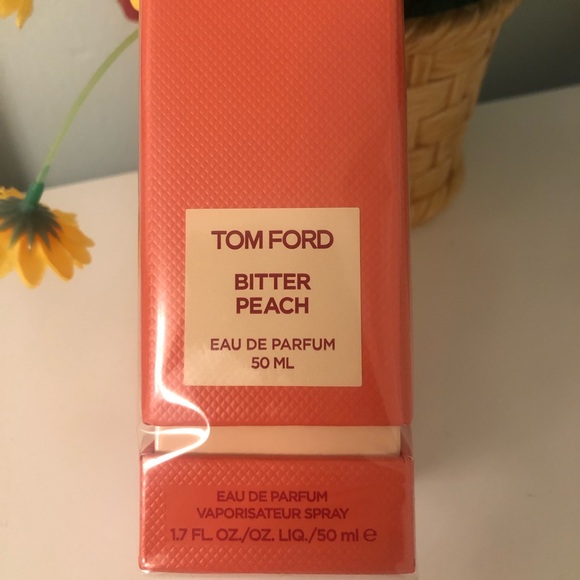 TOM FORD
BITTER
PEACH
EAU DE PARFUM
50 ML
EAU DE PARFUM
VAPORISATEUR SPRAY
1.7 FL. OZ./OZ. LIQ./50 ml e